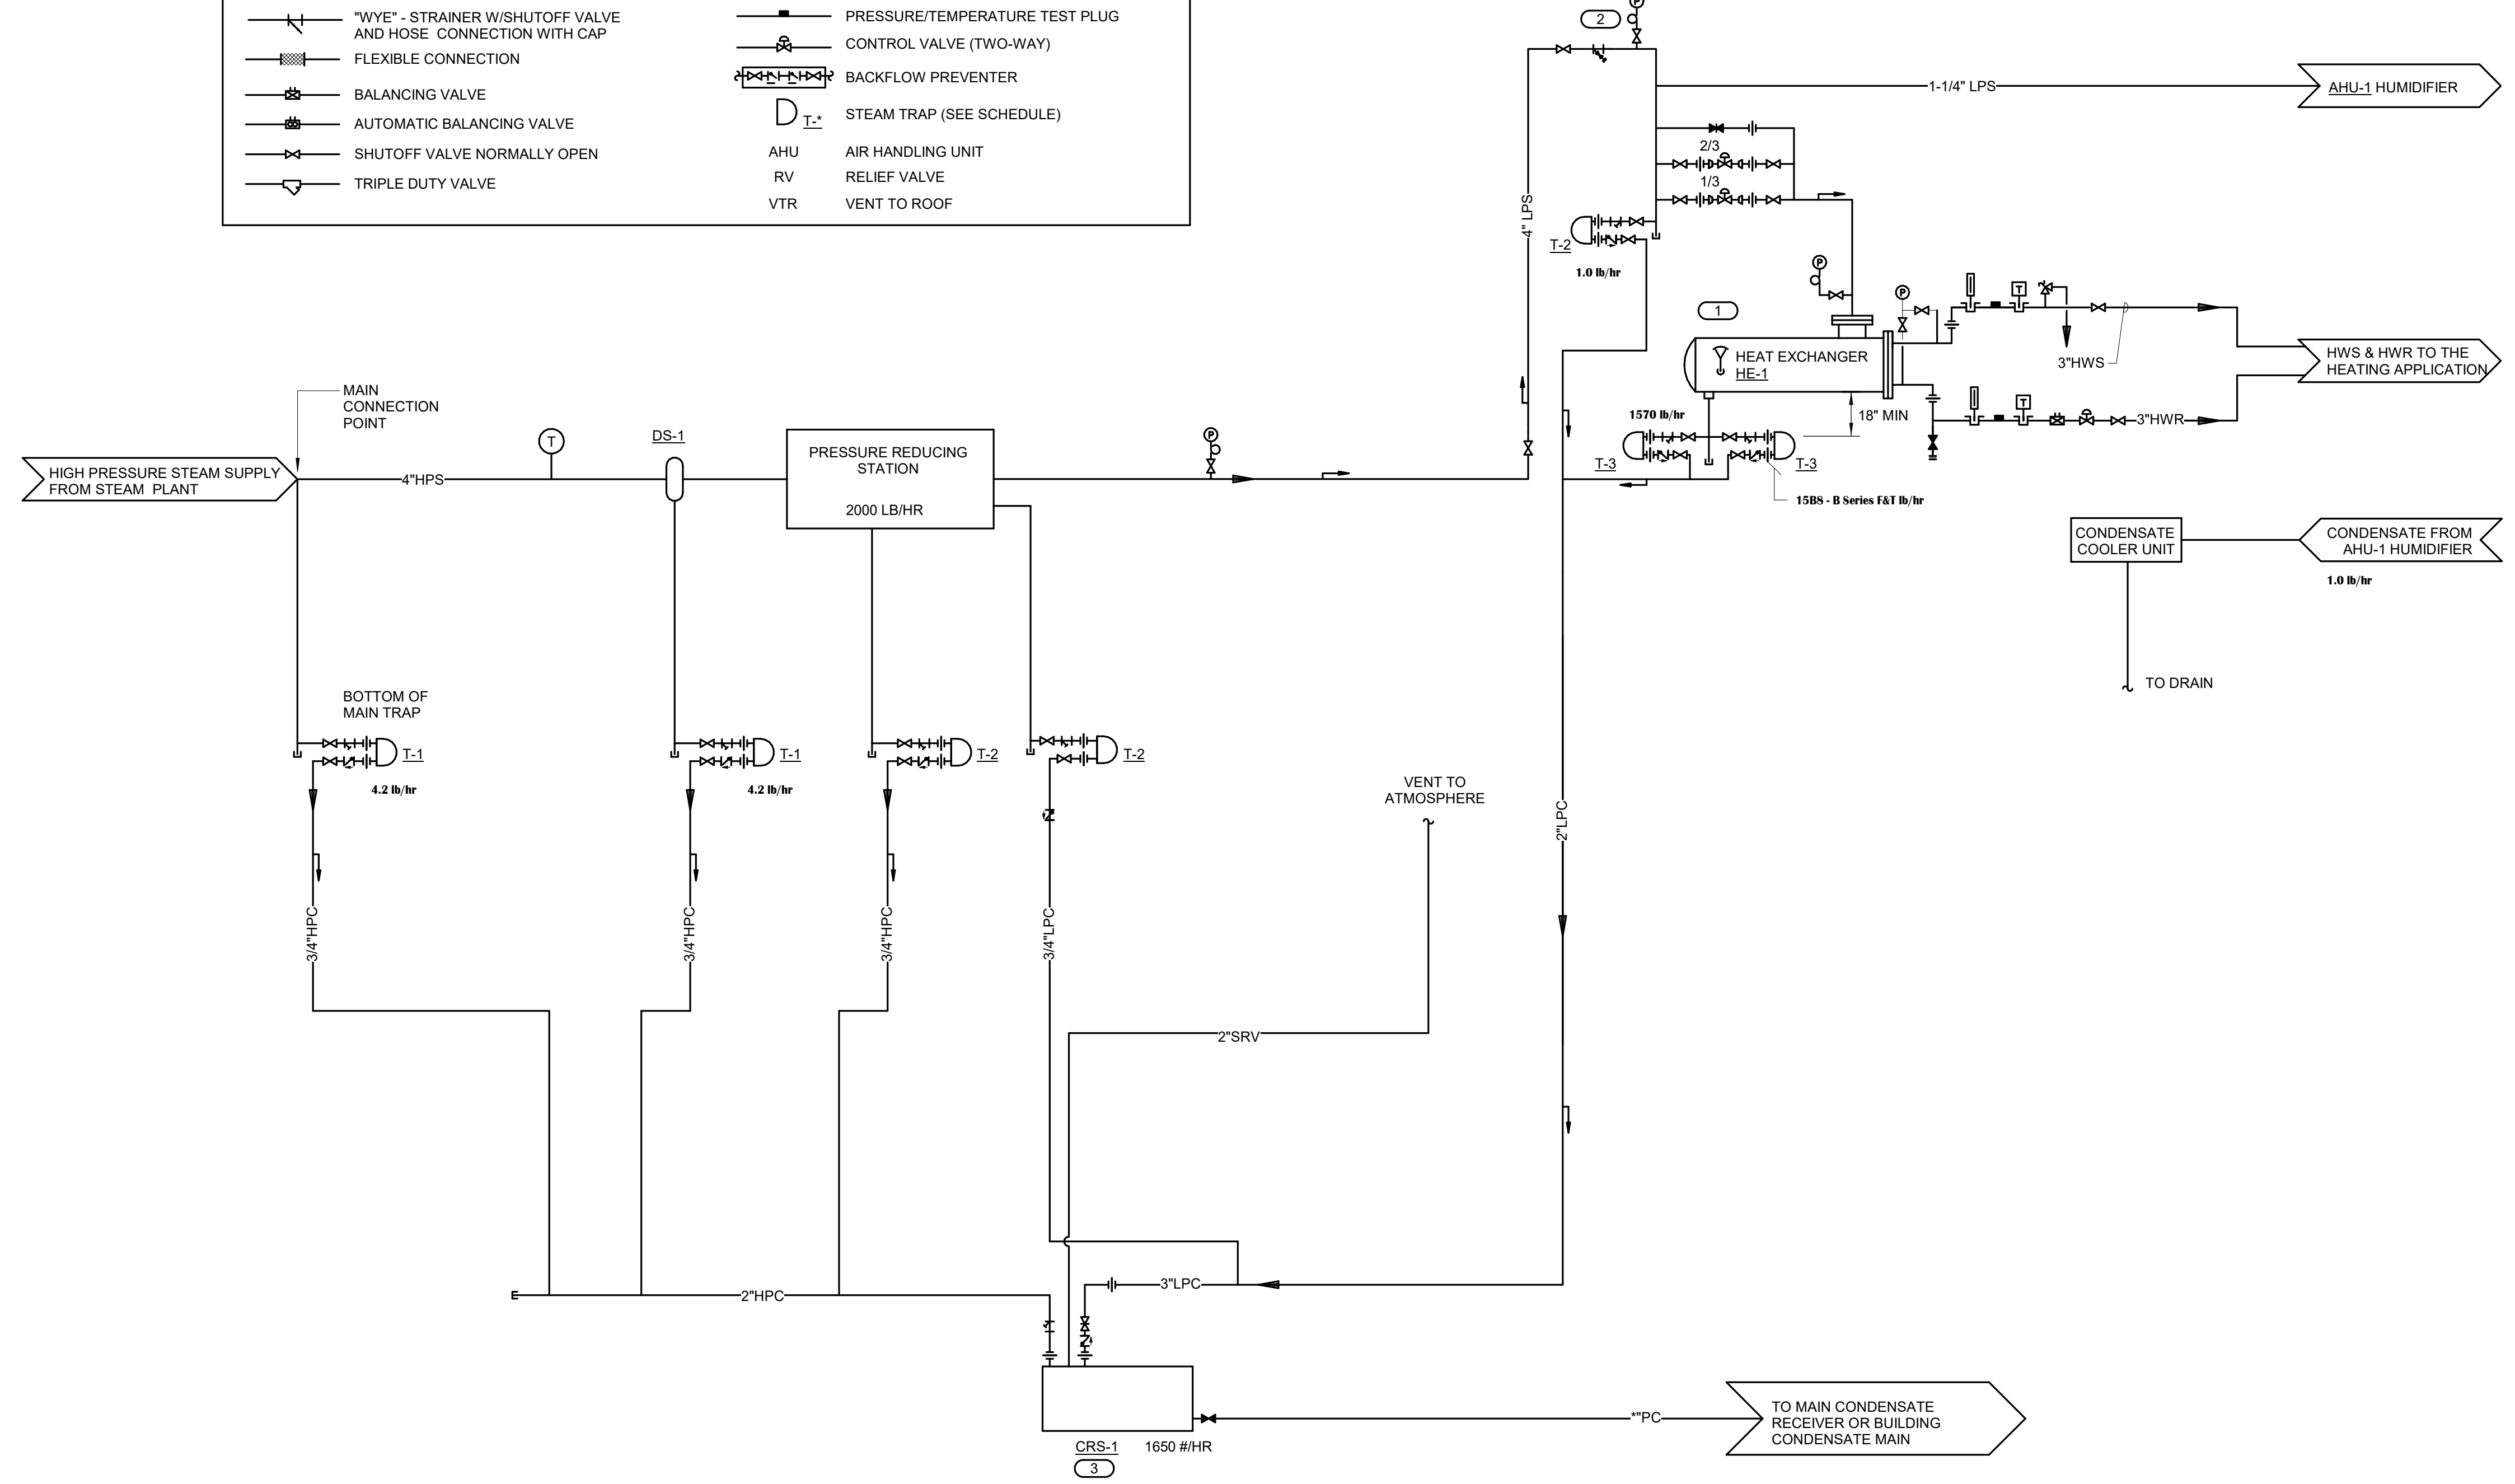 "WYE" - STRAINER W/SHUTOFF VALVE
AND HOSE CONNECTION WITH CAP
FLEXIBLE CONNECTION
BALANCING VALVE
AUTOMATIC BALANCING VALVE
SHUTOFF VALVE NORMALLY OPEN
TRIPLE DUTY VALVE
PRESSURE/TEMPERATURE TEST PLUG
CONTROL VALVE (TWO-WAY)
BACKFLOW PREVENTER
T-*
STEAM TRAP (SEE SCHEDULE)
AHU
AIR HANDLING UNIT
RV
RELIEF VALVE
VTR
VENT TO ROOF
2
P
1-1/4" LPS
AHU-1 HUMIDIFIER
2/3
1/3
4" LPS
T-2
1.0 lb/hr
P
P
1
T
3"HWS
HEAT EXCHANGER
HE-1
HWS & HWR TO THE
HEATING APPLICATION
T
3"HWR
18" MIN
1570 lb/hr
T-3
T-3
15B8 - B Series F&T lb/hr
MAIN
CONNECTION
POINT
HIGH PRESSURE STEAM SUPPLY
FROM STEAM PLANT
4"HPS
T
DS-1
PRESSURE REDUCING
STATION
2000 LB/HR
P
CONDENSATE
COOLER UNIT
CONDENSATE FROM
AHU-1 HUMIDIFIER
1.0 lb/hr
TO DRAIN
BOTTOM OF
MAIN TRAP
T-1
4.2 lb/hr
T-1
4.2 lb/hr
T-2
T-2
VENT TO
ATMOSPHERE
2"LPC
3/4"HPC
3/4"HPC
3/4"HPC
3/4"LPC
2"SRV
2"HPC
3"LPC
CRS-1
1650 #/HR
3
*"PC
TO MAIN CONDENSATE
RECEIVER OR BUILDING
CONDENSATE MAIN